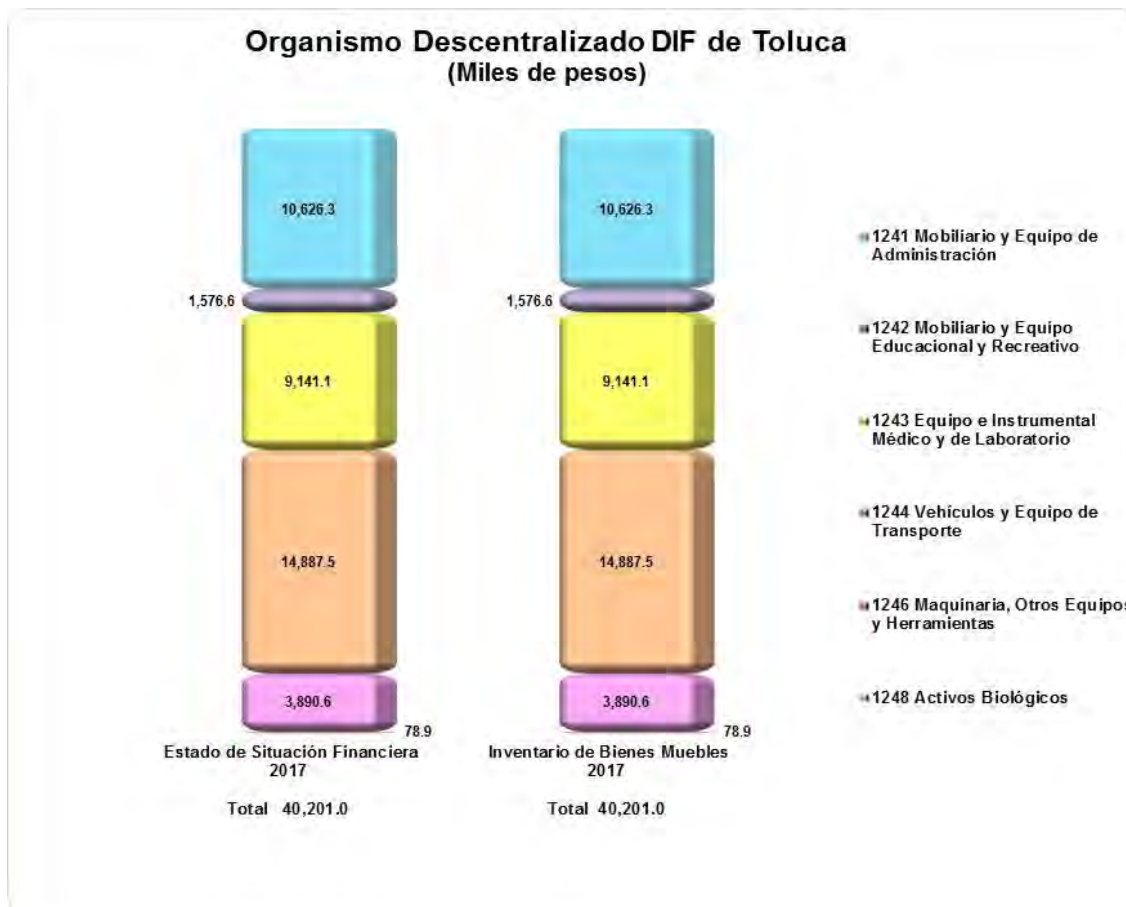 Organismo Descentralizado DIF de Toluca
(Miles de pesos)
10,626.3
1,576.6
9,141.1
14,887.5
3,890.6
78.9
Estado de Situación Financiera
2017
Total 40,201.0
10,626.3
1,576.6
9,141.1
14,887.5
3,890.6
78.9
Inventario de Bienes Muebles
2017
Total 40,201.0
1241 Mobiliario y Equipo de
Administración
1242 Mobiliario y Equipo
Educacional y Recreativo
1243 Equipo e Instrumental
Médico y de Laboratorio
1244 Vehículos y Equipo de
Transporte
1246 Maquinaria, Otros Equipos
y Herramientas
1248 Activos Biológicos